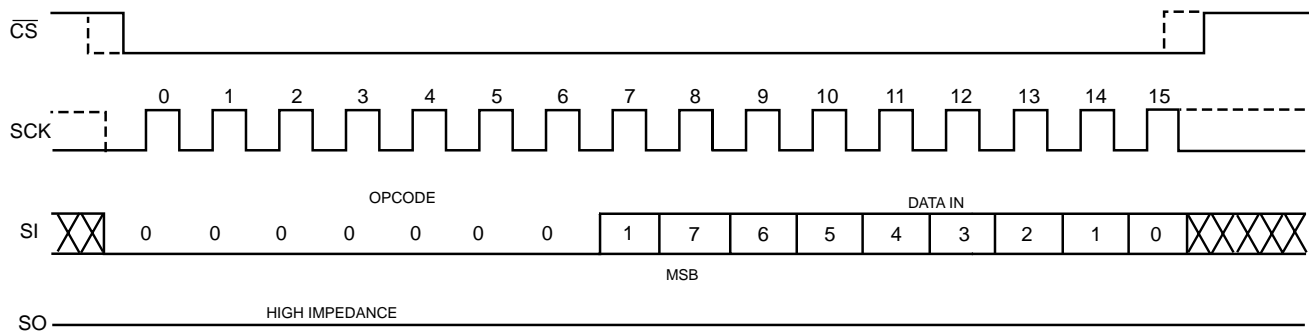 CS
0 1 2 3 4 5 6 7 8 9 10 11 12 13 14 15
SCK
OPCODE
DATA IN
SI 0 0 0 0 0 0 0 1 7 6 5 4 3 2 1 0
MSB
HIGH IMPEDANCE
SO